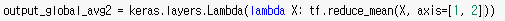 output_global_avg2 = keras.layers.Lambda(lambda X: tf.reduce_mean(X, axis=[1, 2]))